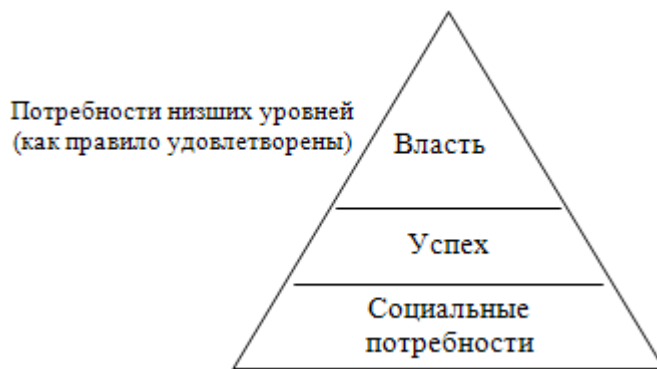 Потребности низших уровней
(как правило удовлетворены)
Власть
Успех
Социальные
потребности